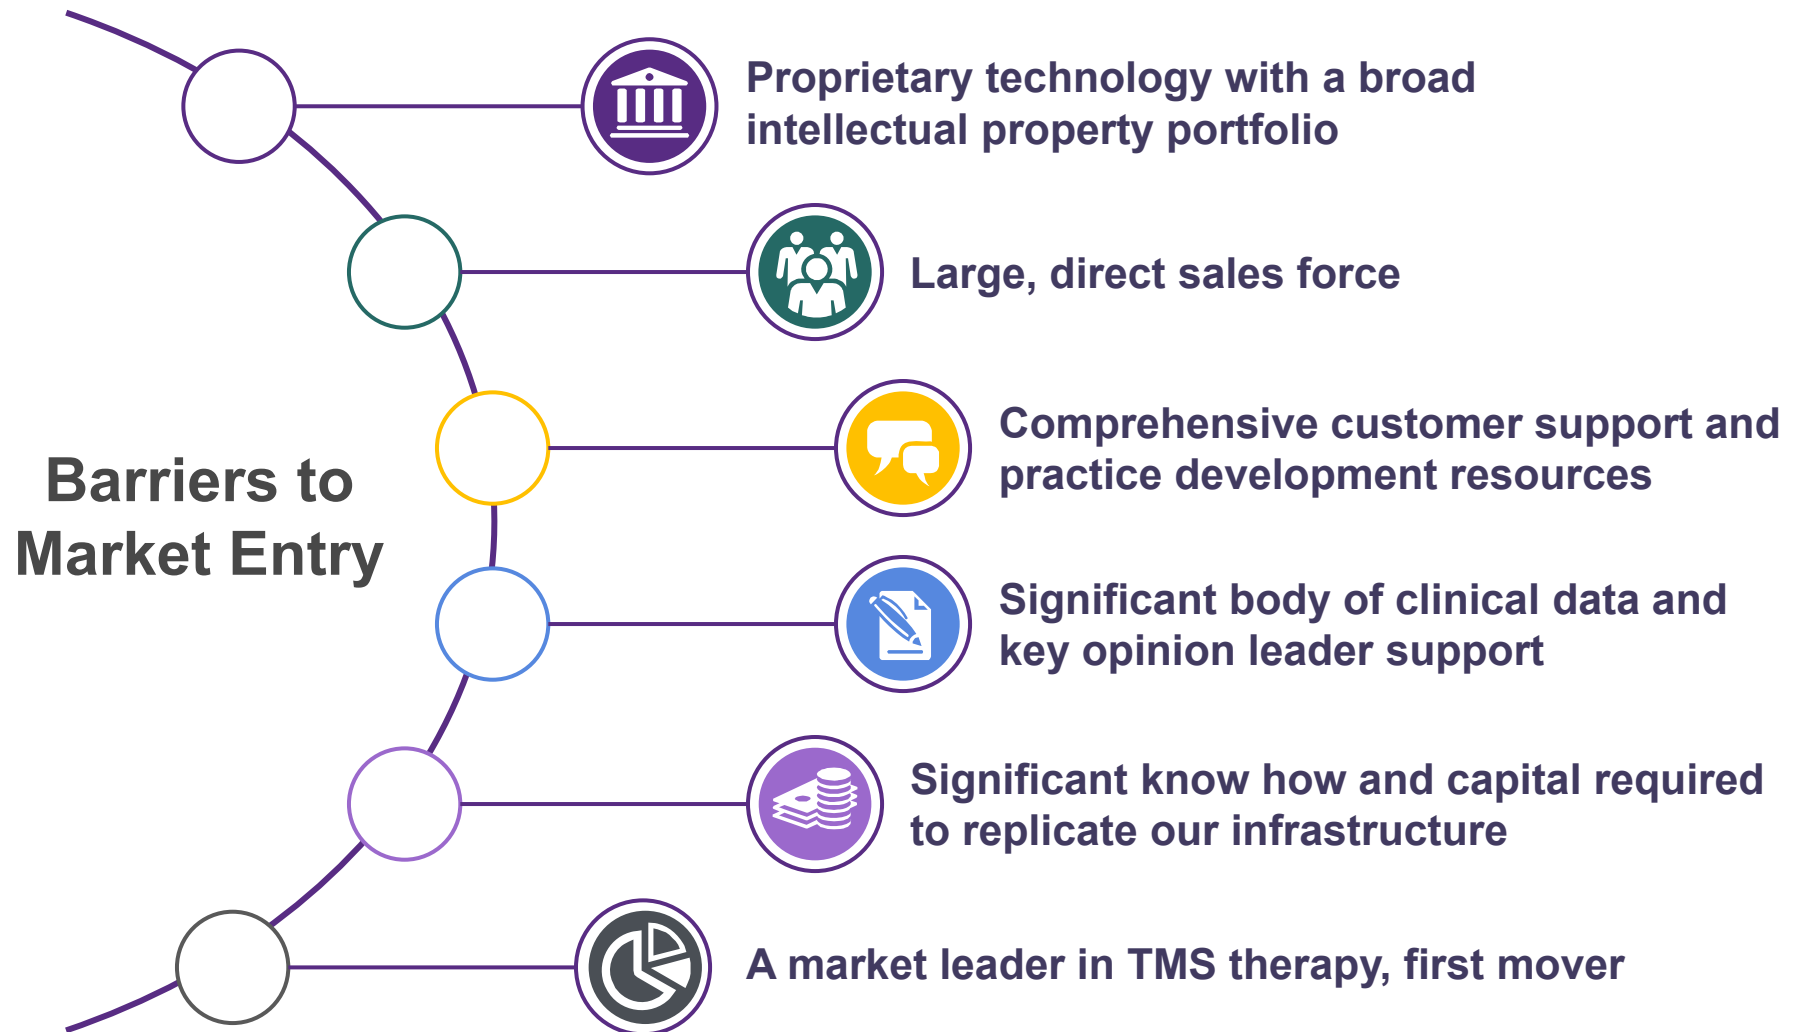 Proprietary technology with a broad
intellectual property portfolio
Large, direct sales force
Comprehensive customer support and
practice development resources
Barriers to
Market Entry
Significant body of clinical data and
key opinion leader support
Significant know how and capital required
to replicate our infrastructure
A market leader in TMS therapy, first mover